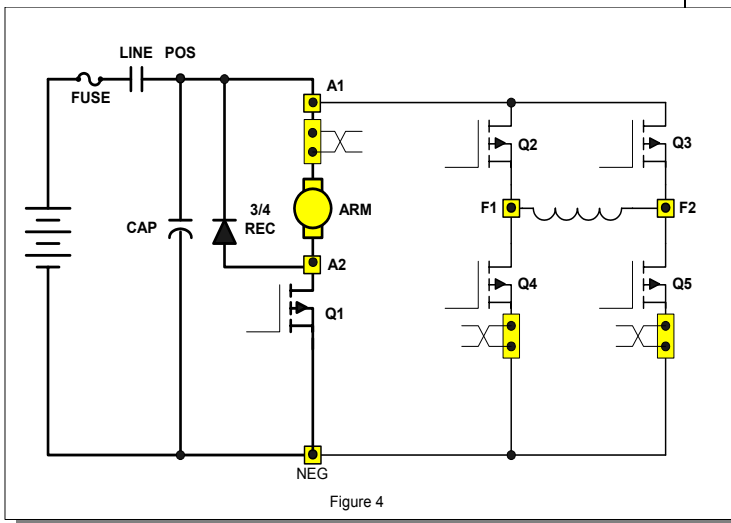 LINE POS
FUSE
A1
Q2
Q3
3/4
REC
ARM
F1
F2
CAP
A2
Q4
Q5
Q1
NEG
Figure 4